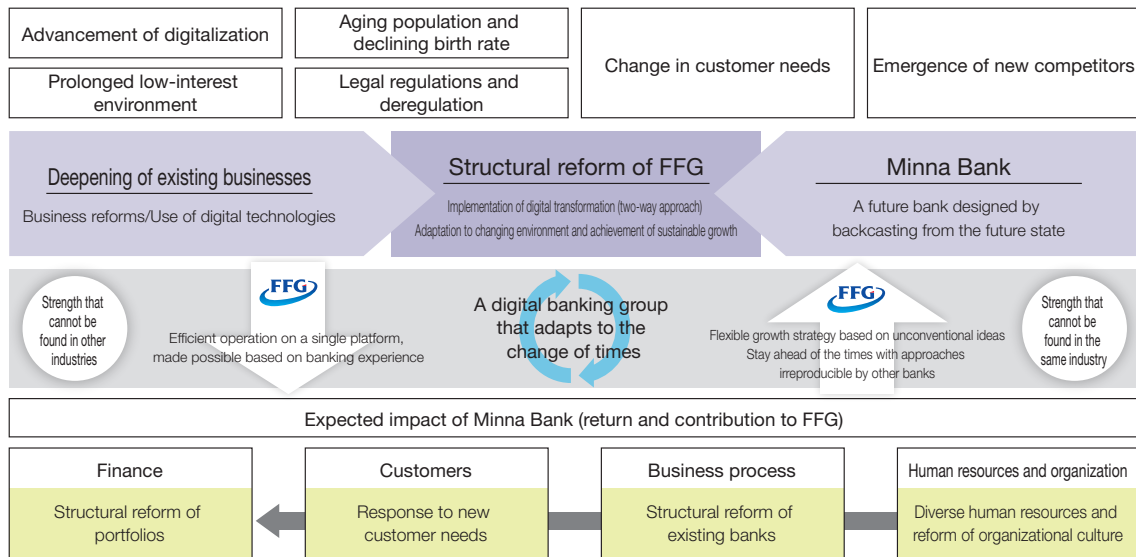 Advancement of digitalization
Aging population and
declining birth rate
Change in customer needs
Emergence of new competitors
Prolonged low-interest
environment
Legal regulations and
deregulation
Deepening of existing businesses
Business reforms/Use of digital technologies
Structural reform of FFG
Implementation of digital transformation (two-way approach)
Adaptation to changing environment and achievement of sustainable growth
Minna Bank
A future bank designed by
backcasting from the future state
Strength that
cannot be
found in other
industries
FFG
Efficient operation on a single platform,
made possible based on banking experience
A digital banking group
that adapts to the
change of times
FFG
Flexible growth strategy based on unconventional ideas
Stay ahead of the times with approaches
irreproducible by other banks
Strength that
cannot be
found in the
same industry
Expected impact of Minna Bank (return and contribution to FFG)
Finance
Structural reform of
portfolios
Customers
Response to new
customer needs
Business process
Structural reform of
existing banks
Human resources and organization
Diverse human resources and
reform of organizational culture